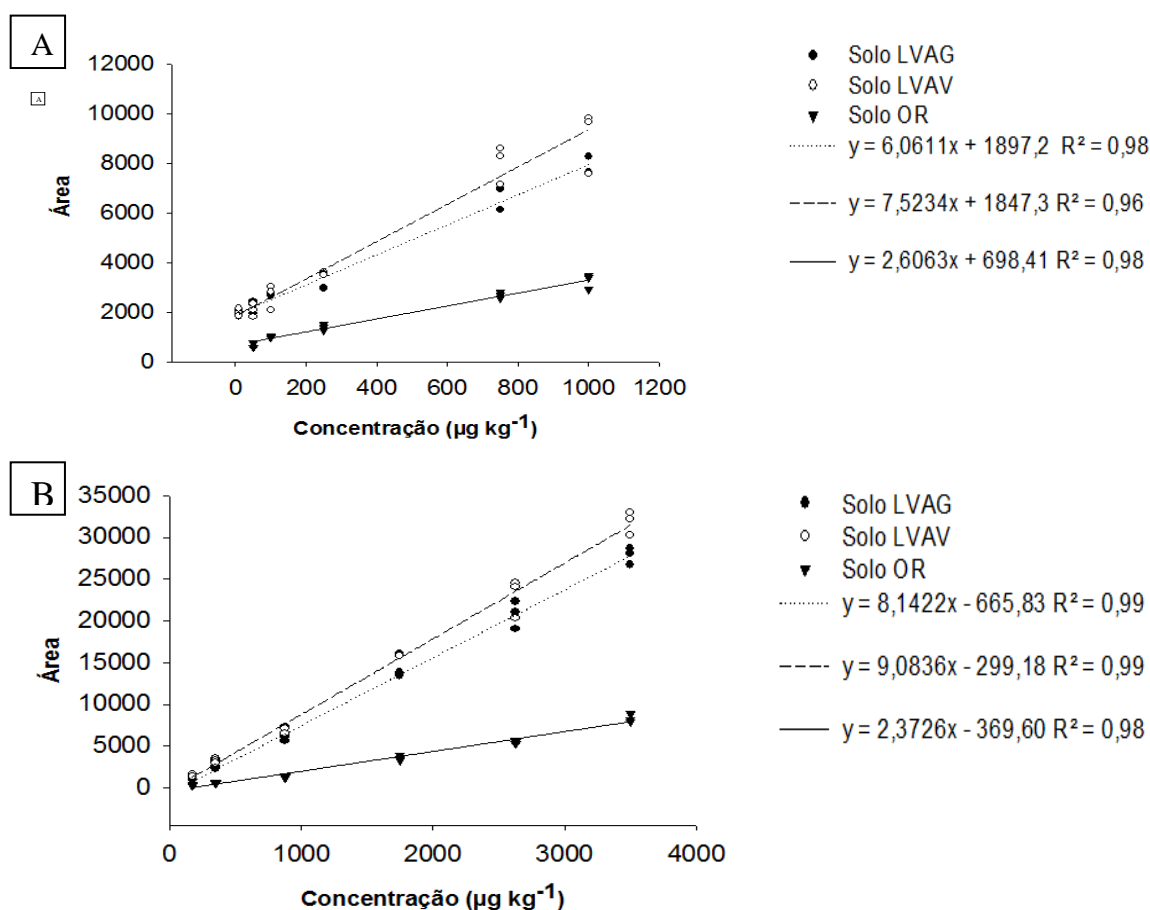 A
A
12000
10000
8000
6000
4000
2000
0
Área
0 200 400 600 800 1000 1200
Concentração (µg kg⁻¹)
Solo LVAG
Solo LVAV
Solo OR
y = 6,0611x + 1897,2 R² = 0,98
y = 7,5234x + 1847,3 R² = 0,96
y = 2,6063x + 698,41 R² = 0,98
B
35000
30000
25000
20000
15000
10000
5000
0
Área
0 1000 2000 3000 4000
Concentração (µg kg⁻¹)
Solo LVAG
Solo LVAV
Solo OR
y = 8,1422x - 665,83 R² = 0,99
y = 9,0836x - 299,18 R² = 0,99
y = 2,3726x - 369,60 R² = 0,98